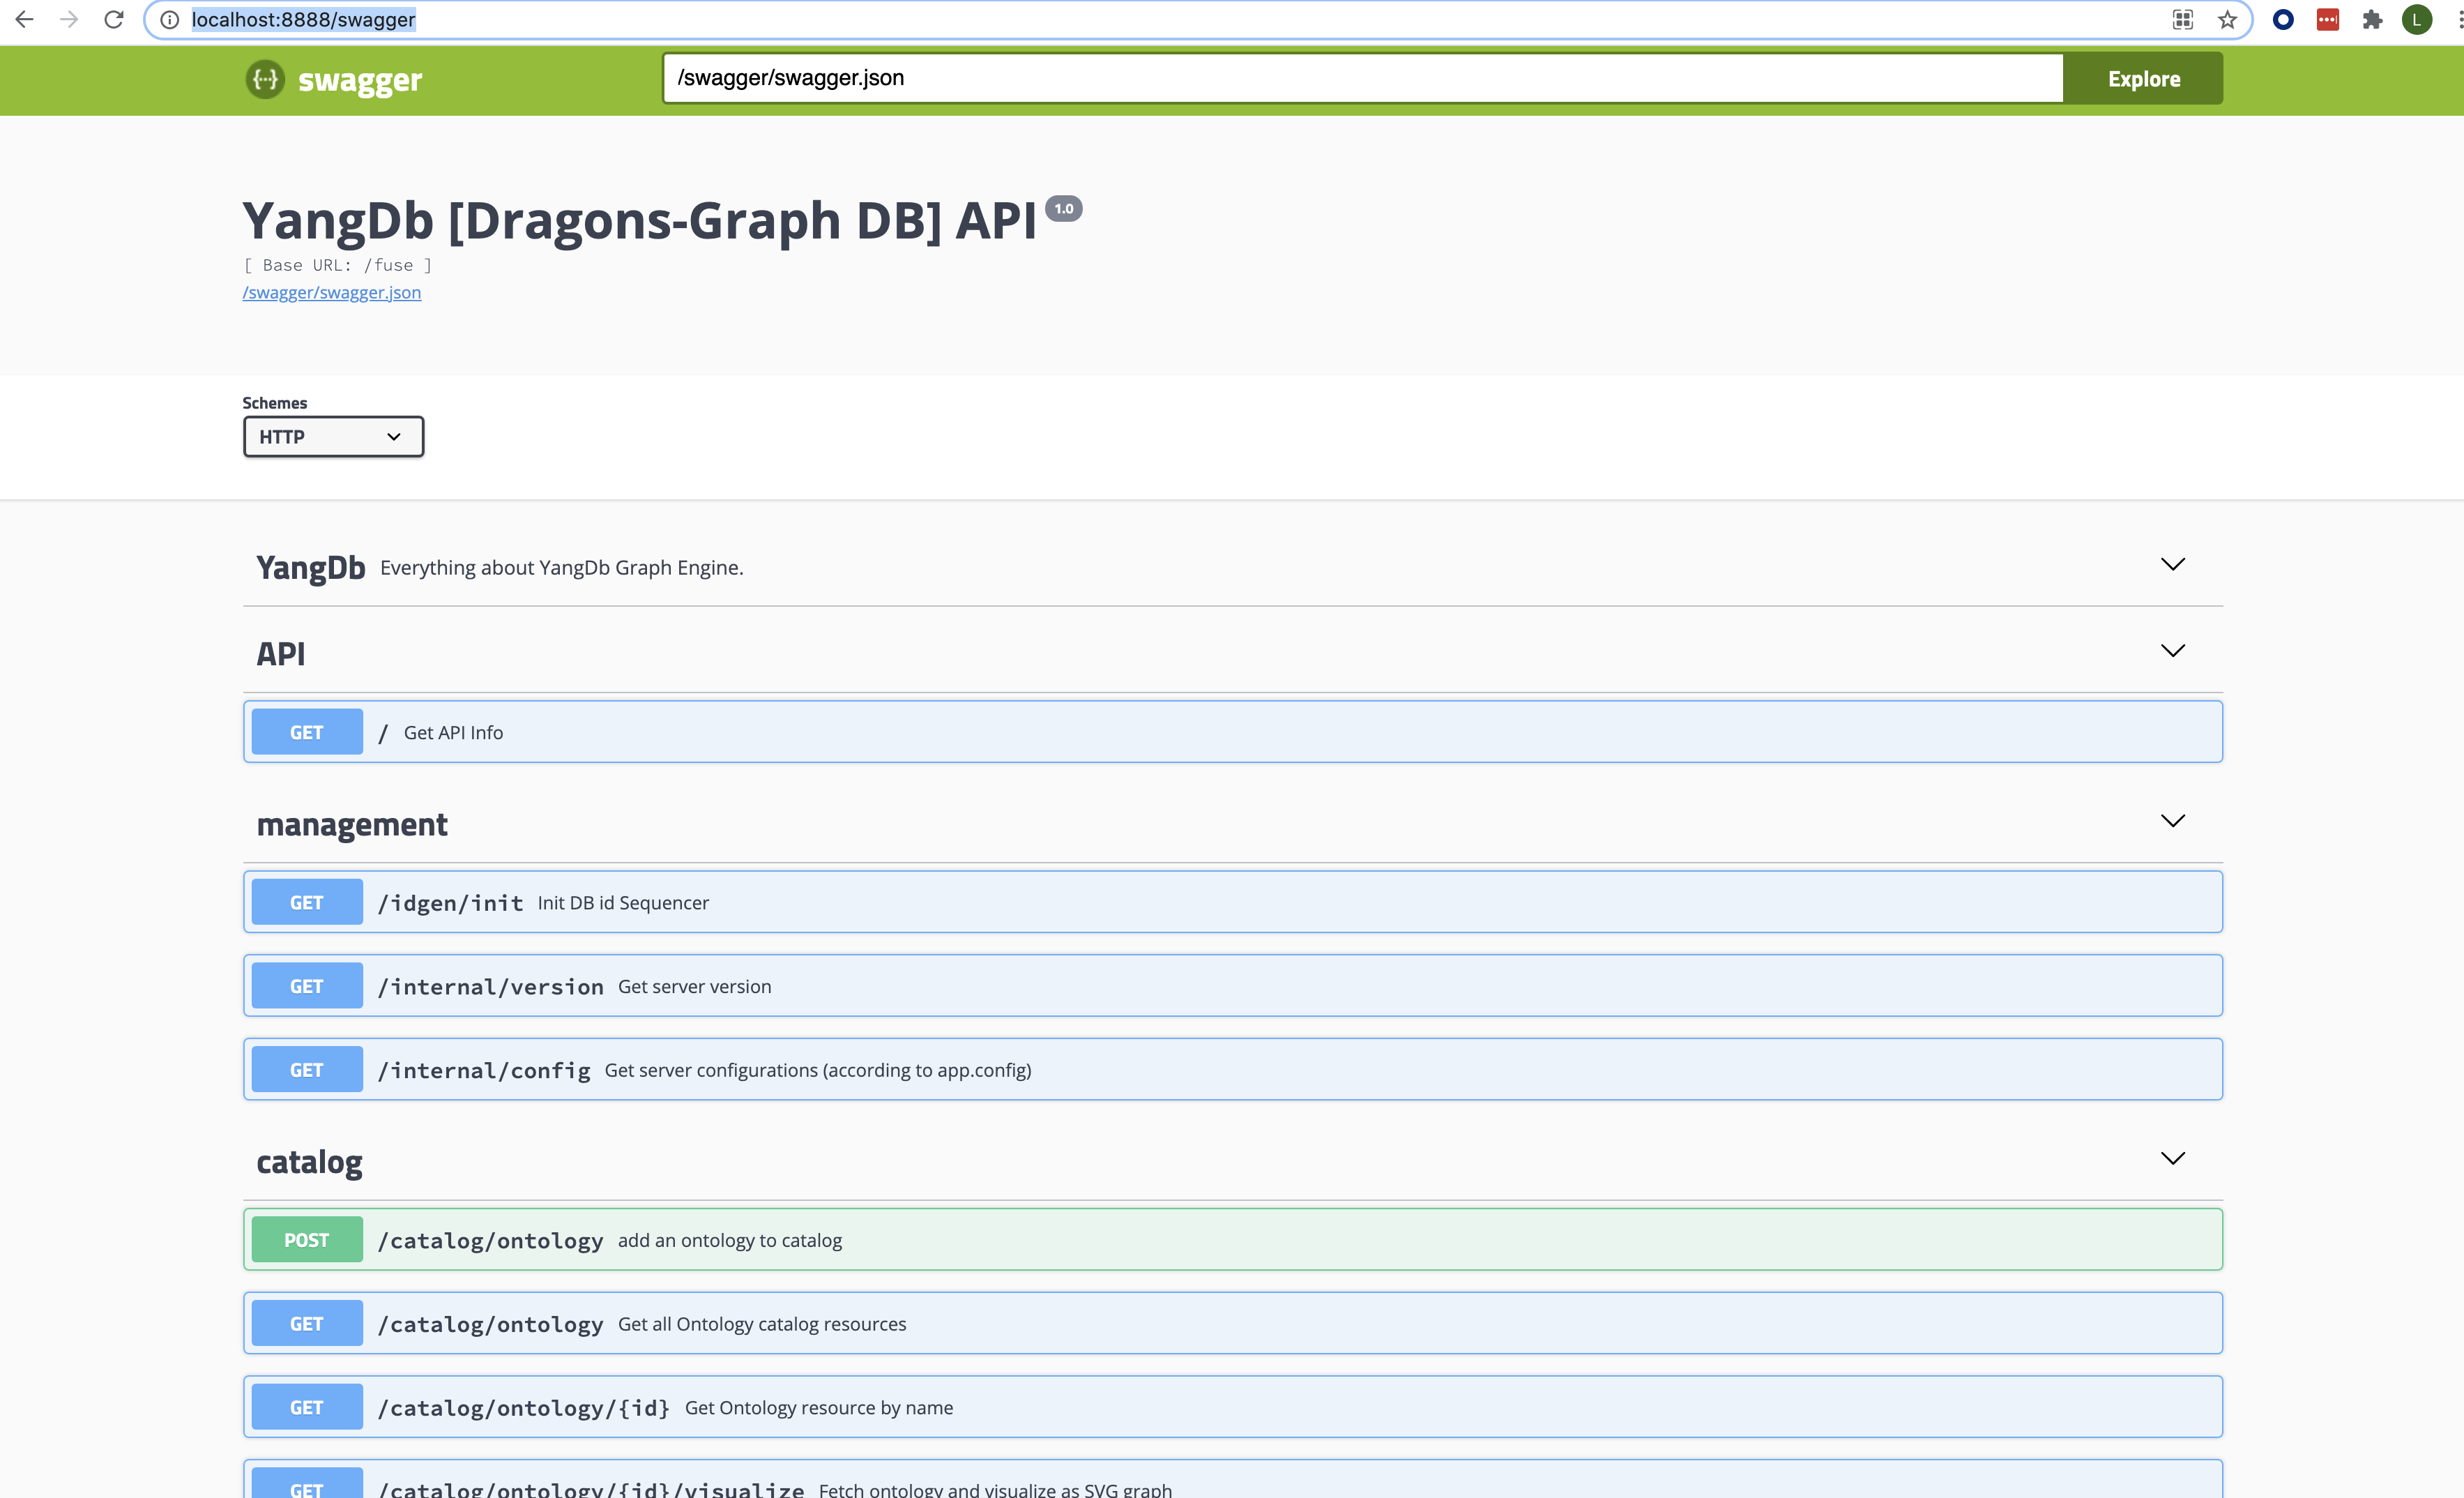 localhost:8888/swagger
L
{...} swagger /swagger/swagger.json Explore
YangDb [Dragons-Graph DB] API 1.0
[ Base URL: /fuse ]
/swagger/swagger.json
Schemes
HTTP
YangDb Everything about YangDb Graph Engine.
API
GET / Get API Info
management
GET /idgen/init Init DB id Sequencer
GET /internal/version Get server version
GET /internal/config Get server configurations (according to app.config)
catalog
POST /catalog/ontology add an ontology to catalog
GET /catalog/ontology Get all Ontology catalog resources
GET /catalog/ontology/{id} Get Ontology resource by name
GET /catalog/ontology/{id}/visualize Fetch ontology and visualize as SVG graph